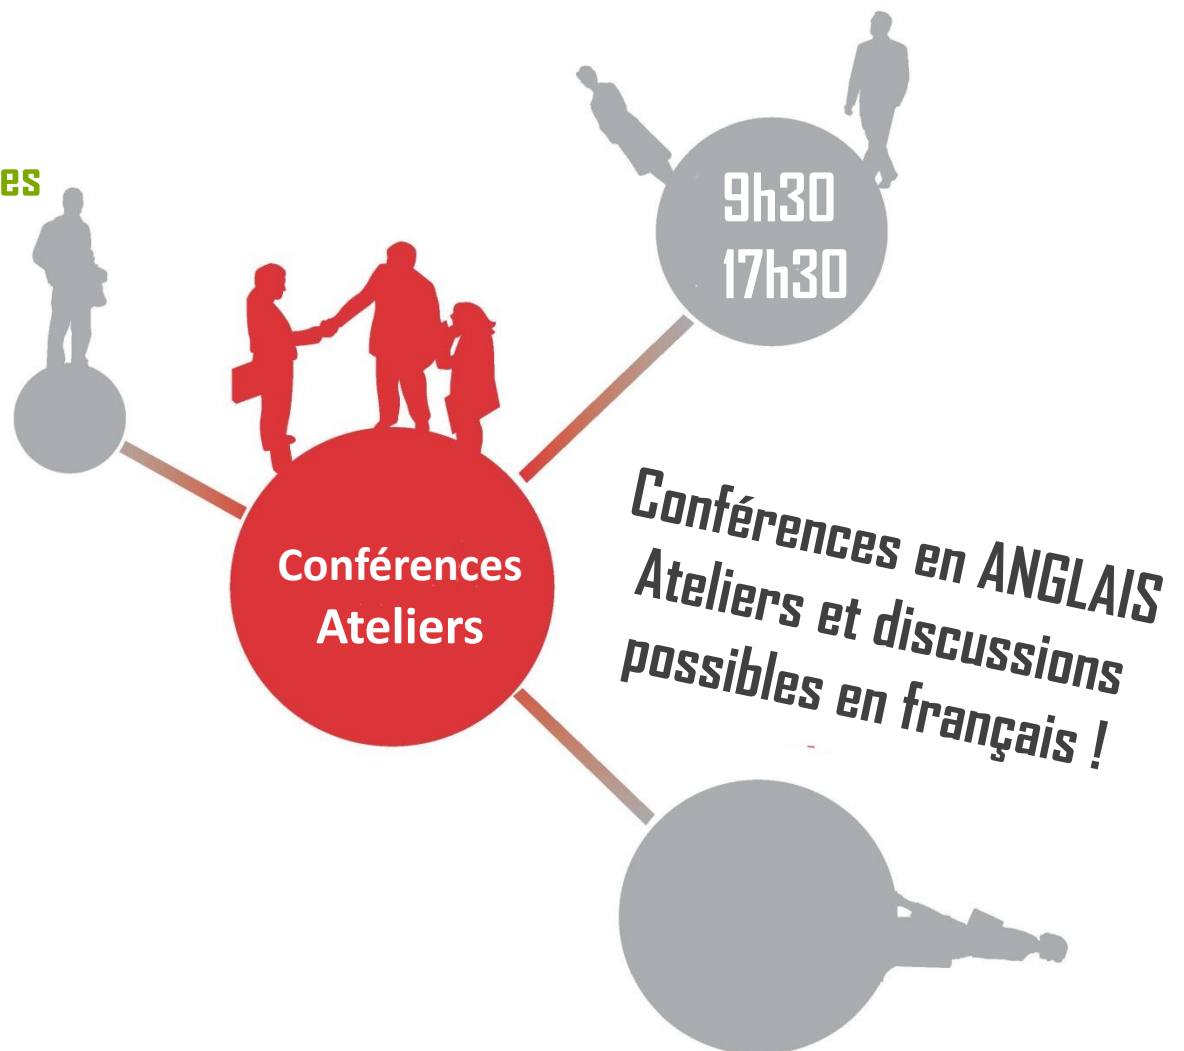 es
9h30
17h30
Conférences
Ateliers
Conférences en ANGLAIS
Ateliers et discussions
possibles en français !